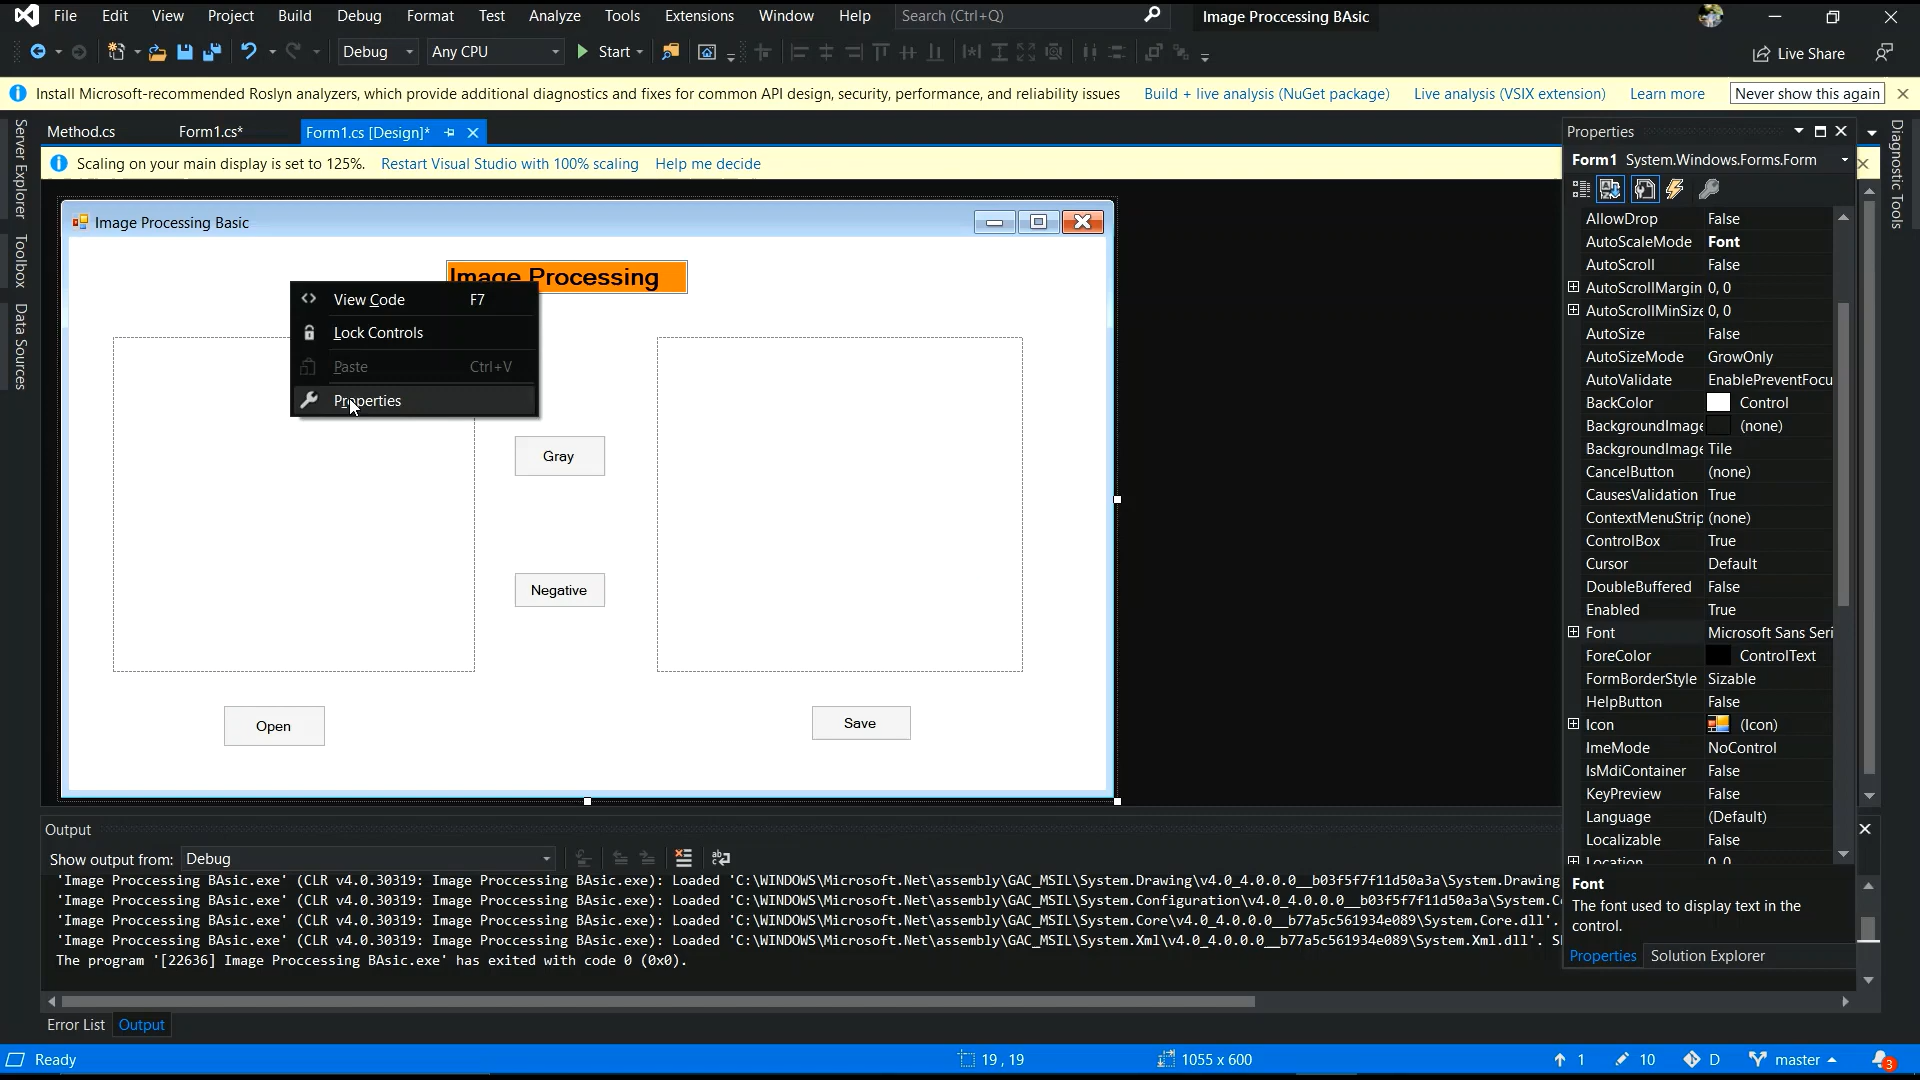 File Edit View Project Build Debug Format Test Analyze Tools Extensions Window Help Search (Ctrl+Q) Image Proccessing BAsic
Debug Any CPU Start Live Share
Install Microsoft-recommended Roslyn analyzers, which provide additional diagnostics and fixes for common API design, security, performance, and reliability issues Build + live analysis (NuGet package) Live analysis (VSIX extension) Learn more Never show this again
Server Explorer
Toolbox
Data Sources
Method.cs Form1.cs* Form1.cs [Design]*
Scaling on your main display is set to 125%. Restart Visual Studio with 100% scaling Help me decide
Image Processing Basic
Image Processing
View Code F7
Lock Controls
Paste Ctrl+V
Properties
Gray
Negative
Open
Save
Properties
Form1 System.Windows.Forms.Form
AllowDrop False
AutoScaleMode Font
AutoScroll False
AutoScrollMargin 0, 0
AutoScrollMinSize 0, 0
AutoSize False
AutoSizeMode GrowOnly
AutoValidate EnablePreventFocu
BackColor Control
BackgroundImage (none)
BackgroundImage Tile
CancelButton (none)
CausesValidation True
ContextMenuStrip (none)
ControlBox True
Cursor Default
DoubleBuffered False
Enabled True
Font Microsoft Sans Seri
ForeColor ControlText
FormBorderStyle Sizable
HelpButton False
Icon (Icon)
ImeMode NoControl
IsMdiContainer False
KeyPreview False
Language (Default)
Localizable False
Location 0, 0
Font
The font used to display text in the
control.
Properties Solution Explorer
Diagnostic Tools
Output
Show output from: Debug
'Image Proccessing BAsic.exe' (CLR v4.0.30319: Image Proccessing BAsic.exe): Loaded 'C:\WINDOWS\Microsoft.Net\assembly\GAC_MSIL\System.Drawing\v4.0_4.0.0.0__b03f5f7f11d50a3a\System.Drawing
'Image Proccessing BAsic.exe' (CLR v4.0.30319: Image Proccessing BAsic.exe): Loaded 'C:\WINDOWS\Microsoft.Net\assembly\GAC_MSIL\System.Configuration\v4.0_4.0.0.0__b03f5f7f11d50a3a\System.Co
'Image Proccessing BAsic.exe' (CLR v4.0.30319: Image Proccessing BAsic.exe): Loaded 'C:\WINDOWS\Microsoft.Net\assembly\GAC_MSIL\System.Core\v4.0_4.0.0.0__b77a5c561934e089\System.Core.dll'.
'Image Proccessing BAsic.exe' (CLR v4.0.30319: Image Proccessing BAsic.exe): Loaded 'C:\WINDOWS\Microsoft.Net\assembly\GAC_MSIL\System.Xml\v4.0_4.0.0.0__b77a5c561934e089\System.Xml.dll'. S
The program '[22636] Image Proccessing BAsic.exe' has exited with code 0 (0x0).
Error List Output
Ready 19 , 19 1055 x 600 1 10 D master 3